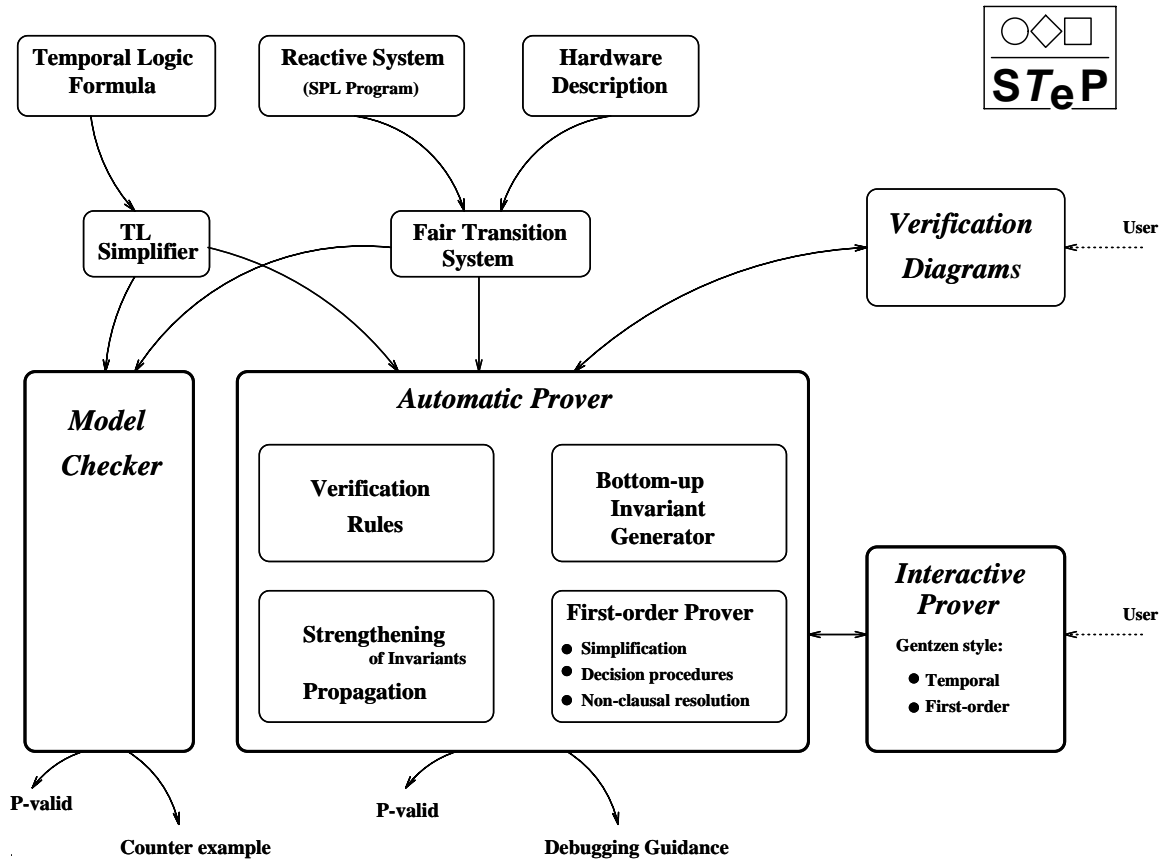 Temporal Logic
Formula
Reactive System
(SPL Program)
Hardware
Description
STeP
TL
Simplifier
Fair Transition
System
Verification
Diagrams
User
Model
Checker
Automatic Prover
Verification
Rules
Bottom-up
Invariant
Generator
Strengthening
of Invariants
Propagation
First-order Prover
• Simplification
• Decision procedures
• Non-clausal resolution
Interactive
Prover
Gentzen style:
• Temporal
• First-order
User
P-valid
Counter example
P-valid
Debugging Guidance